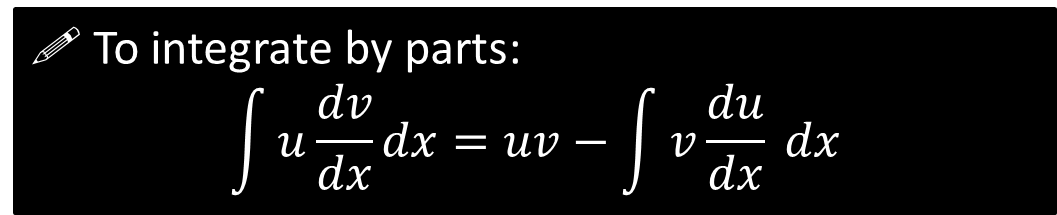 To integrate by parts:
∫ u dv/dx dx = uv − ∫ v du/dx dx